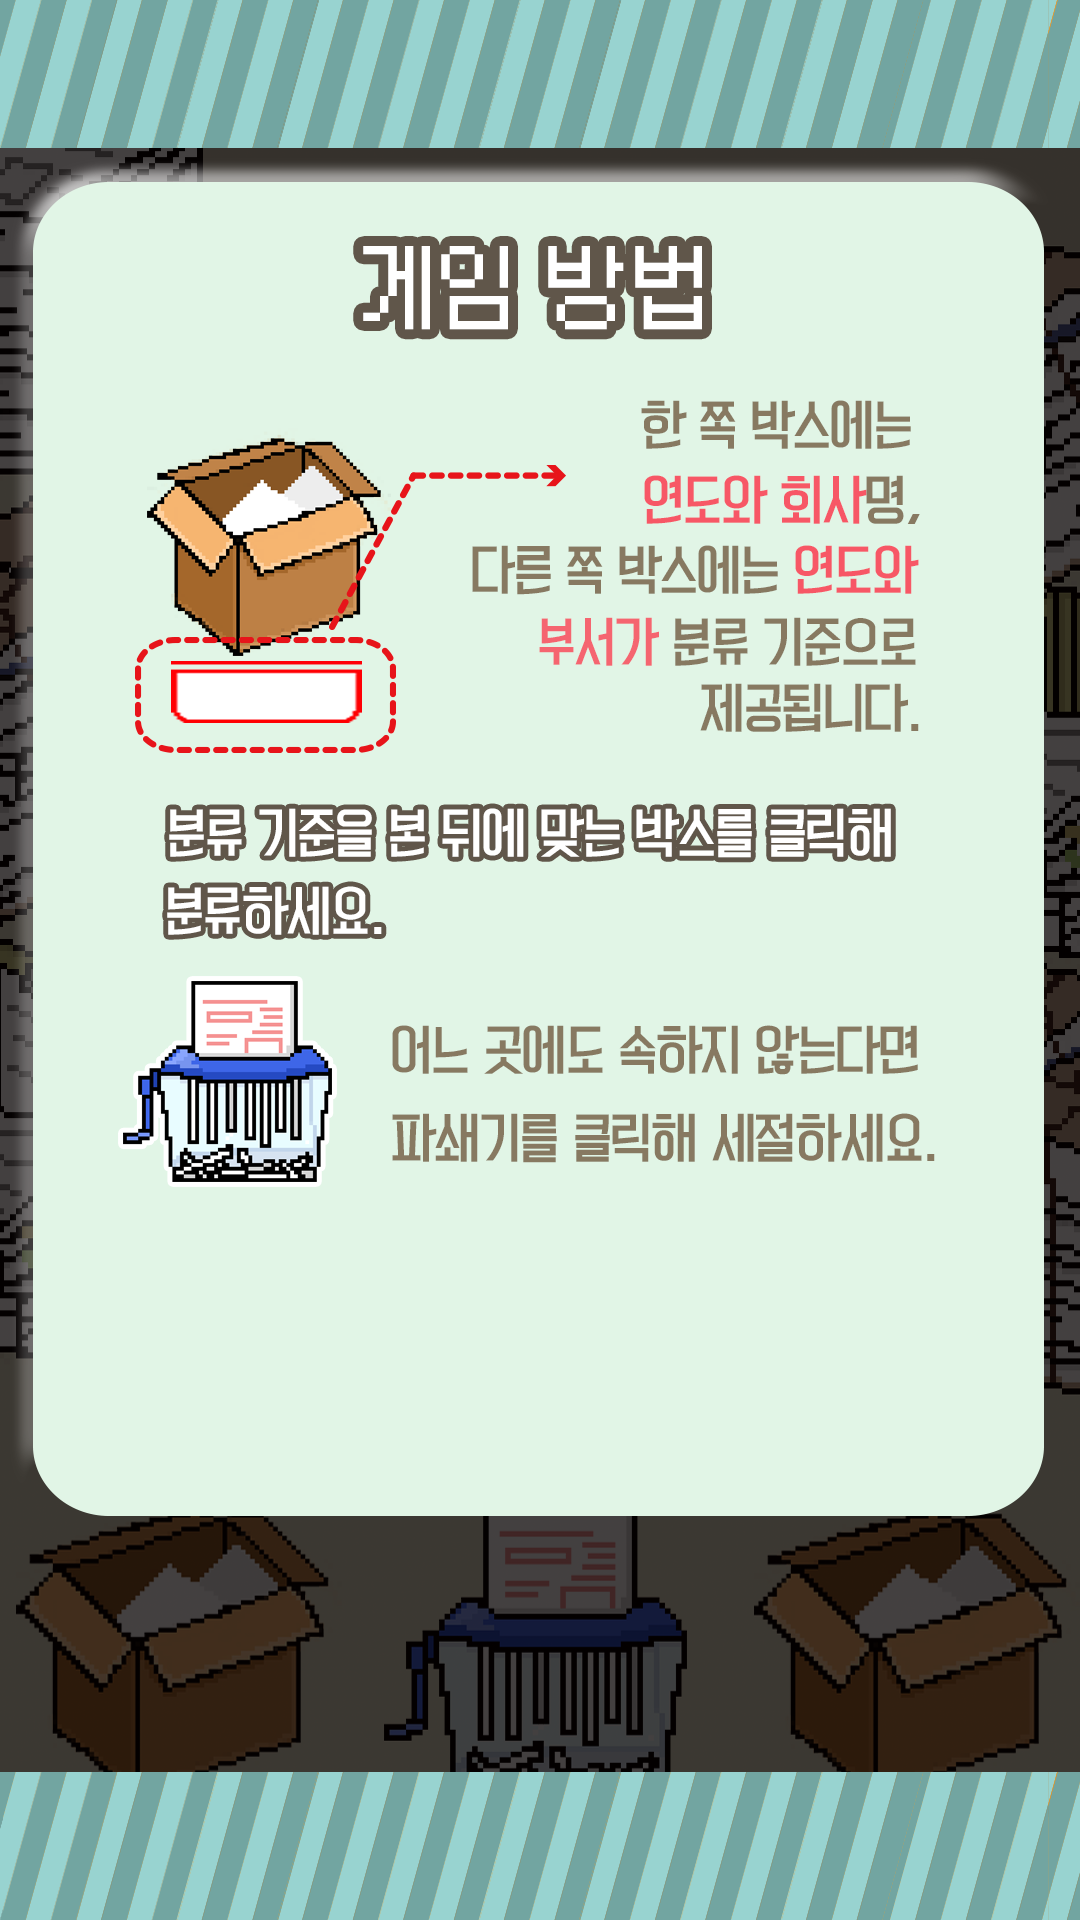 게임 방법
한 쪽 박스에는
연도와 회사명,
다른 쪽 박스에는 연도와
부서가 분류 기준으로
제공됩니다.
분류 기준을 본 뒤에 맞는 박스를 클릭해
분류하세요.
어느 곳에도 속하지 않는다면
파쇄기를 클릭해 세절하세요.